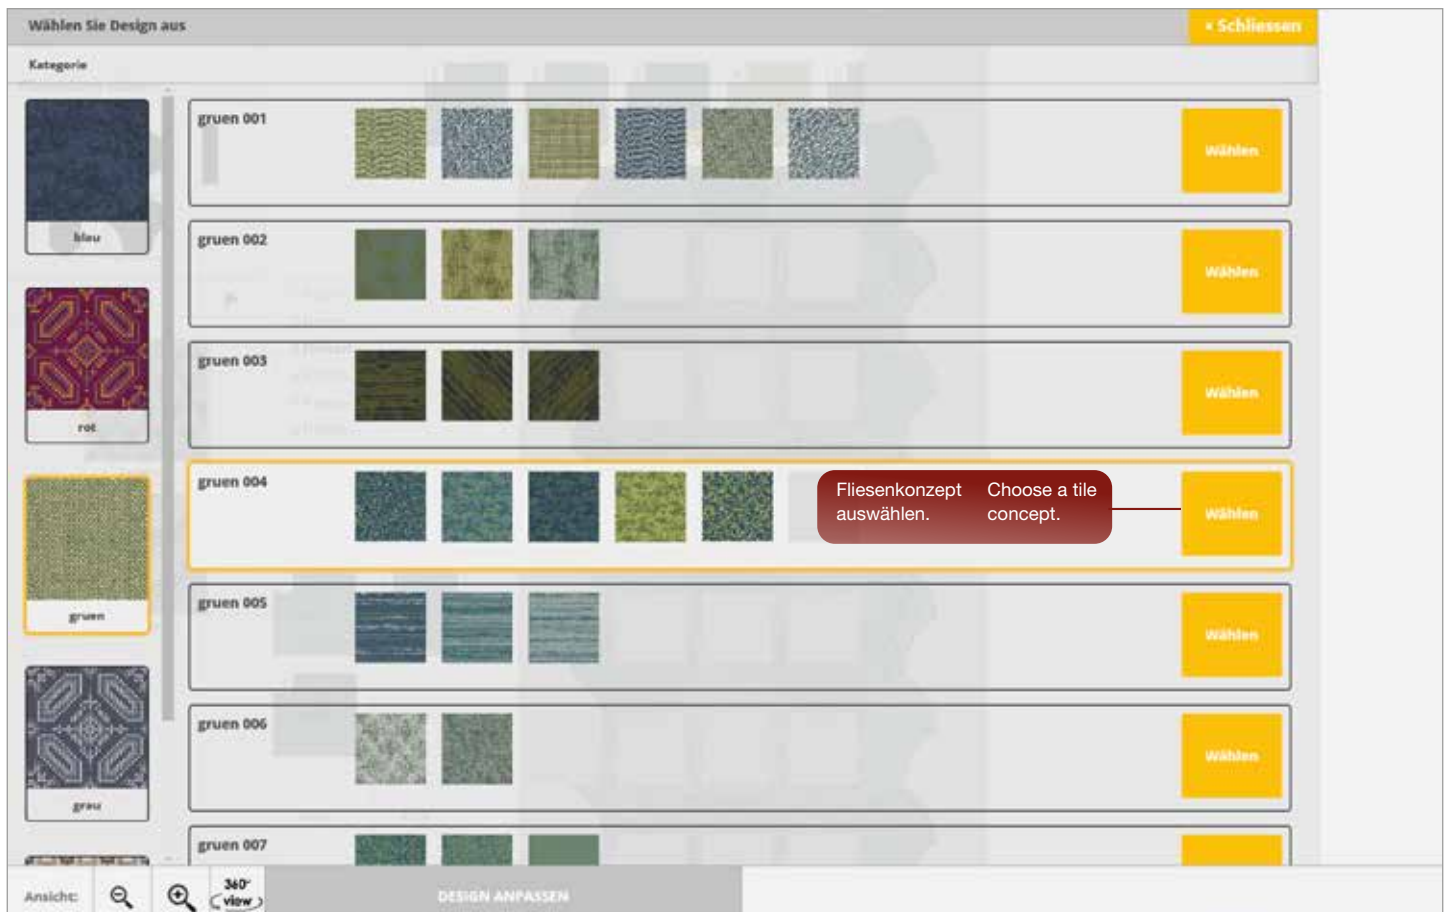 Wählen Sie Design aus
× Schliessen
Kategorie
blau
rot
gruen
grau
gruen 001
Wählen
gruen 002
Wählen
gruen 003
Wählen
gruen 004
Fliesenkonzept
auswählen.
Choose a tile
concept.
Wählen
gruen 005
Wählen
gruen 006
Wählen
gruen 007
Ansicht:
360°
view
DESIGN ANPASSEN